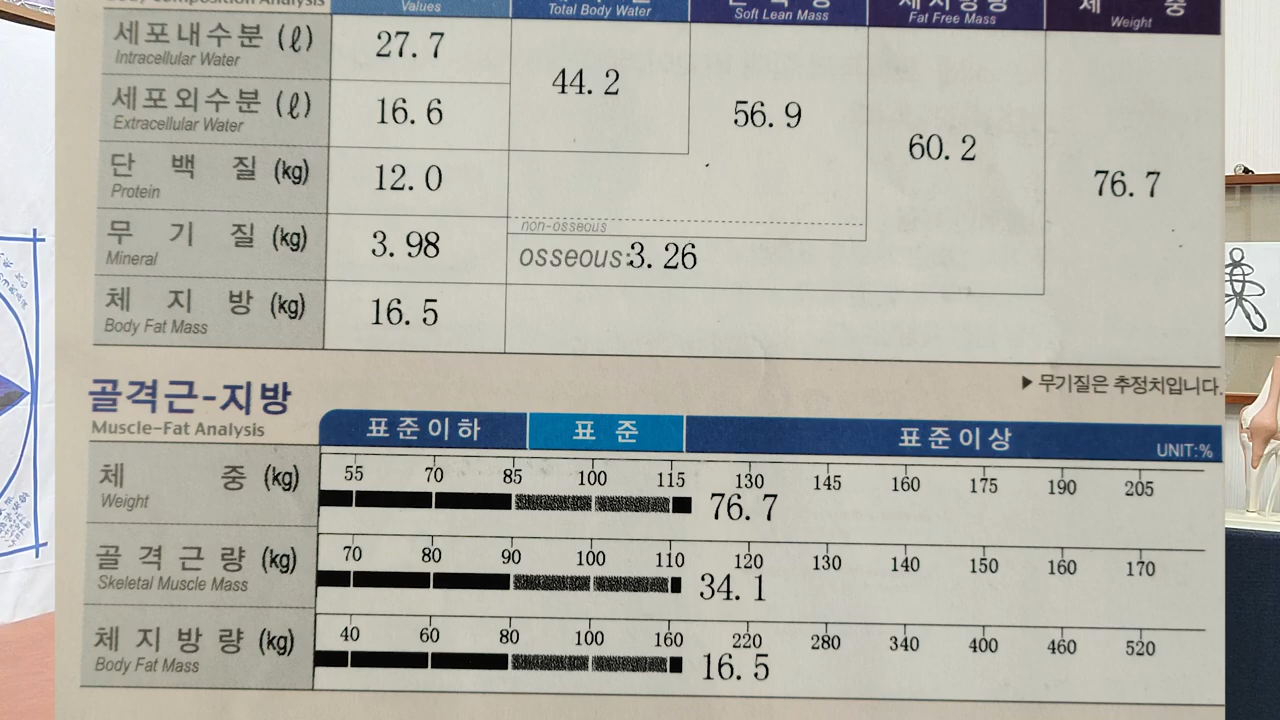 Body Composition Analysis
Values
Total Body Water
Soft Lean Mass
Fat Free Mass
체 중
Weight
세포내수분 (ℓ)
Intracellular Water
27.7
44.2
56.9
60.2
76.7
세포외수분 (ℓ)
Extracellular Water
16.6
단백질 (kg)
Protein
12.0
non-osseous
무기질 (kg)
Mineral
3.98
osseous:3.26
체지방 (kg)
Body Fat Mass
16.5
▶무기질은 추정치입니다.
골격근-지방
Muscle-Fat Analysis
표준이하 표준 표준이상 UNIT:%
체중 (kg)
Weight
55 70 85 100 115 130 145 160 175 190 205
76.7
골격근량 (kg)
Skeletal Muscle Mass
70 80 90 100 110 120 130 140 150 160 170
34.1
체지방량 (kg)
Body Fat Mass
40 60 80 100 160 220 280 340 400 460 520
16.5